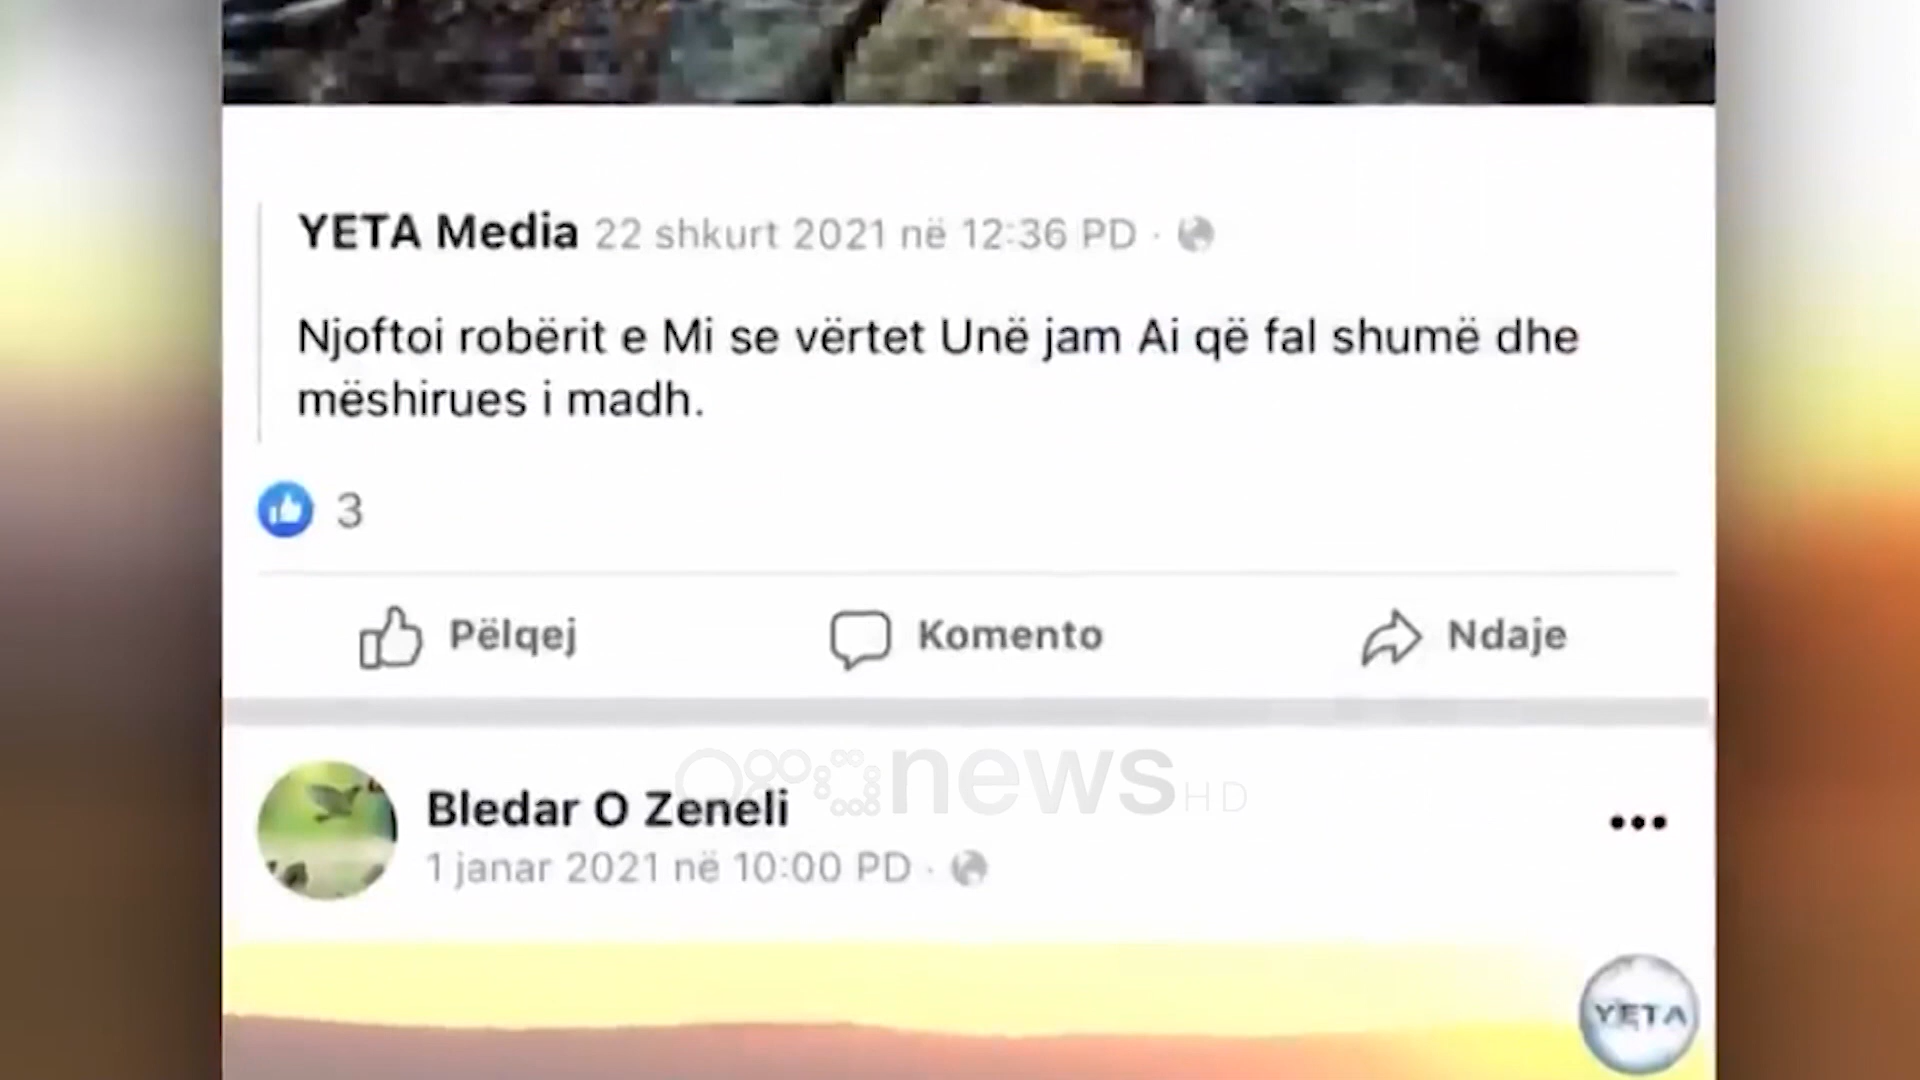 YETA Media 22 shkurt 2021 në 12:36 PD ·
Njoftoi robërit e Mi se vërtet Unë jam Ai që fal shumë dhe
mëshirues i madh.
3
Pëlqej Komento Ndaje
news HD
Bledar O Zeneli
1 janar 2021 në 10:00 PD ·
YETA